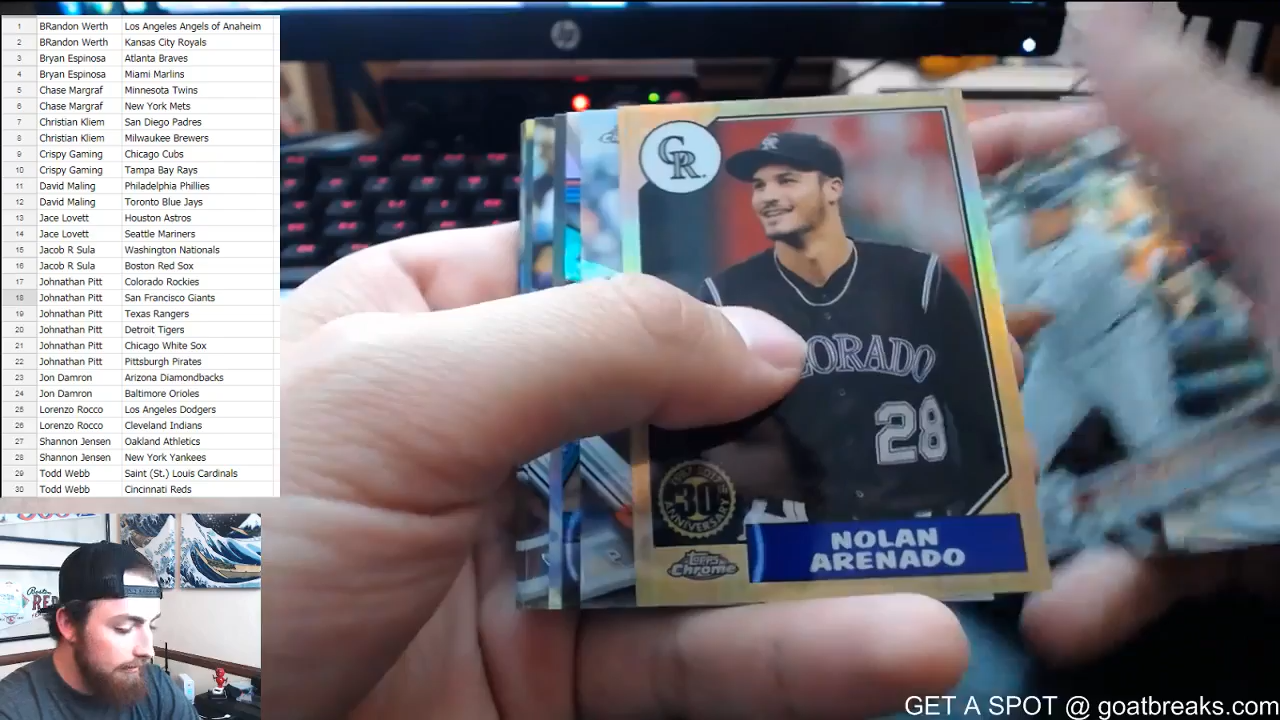 1 BRandon Werth Los Angeles Angels of Anaheim
2 BRandon Werth Kansas City Royals
3 Bryan Espinosa Atlanta Braves
4 Bryan Espinosa Miami Marlins
5 Chase Margraf Minnesota Twins
6 Chase Margraf New York Mets
7 Christian Kliem San Diego Padres
8 Christian Kliem Milwaukee Brewers
9 Crispy Gaming Chicago Cubs
10 Crispy Gaming Tampa Bay Rays
11 David Maling Philadelphia Phillies
12 David Maling Toronto Blue Jays
13 Jace Lovett Houston Astros
14 Jace Lovett Seattle Mariners
15 Jacob R Sula Washington Nationals
16 Jacob R Sula Boston Red Sox
17 Johnathan Pitt Colorado Rockies
18 Johnathan Pitt San Francisco Giants
19 Johnathan Pitt Texas Rangers
20 Johnathan Pitt Detroit Tigers
21 Johnathan Pitt Chicago White Sox
22 Johnathan Pitt Pittsburgh Pirates
23 Jon Damron Arizona Diamondbacks
24 Jon Damron Baltimore Orioles
25 Lorenzo Rocco Los Angeles Dodgers
26 Lorenzo Rocco Cleveland Indians
27 Shannon Jensen Oakland Athletics
28 Shannon Jensen New York Yankees
29 Todd Webb Saint (St.) Louis Cardinals
30 Todd Webb Cincinnati Reds
hp
CR
CR
COLORADO
28
30
ANNIVERSARY
Topps
Chrome
NOLAN
ARENADO
Boston
GET A SPOT @ goatbreaks.com